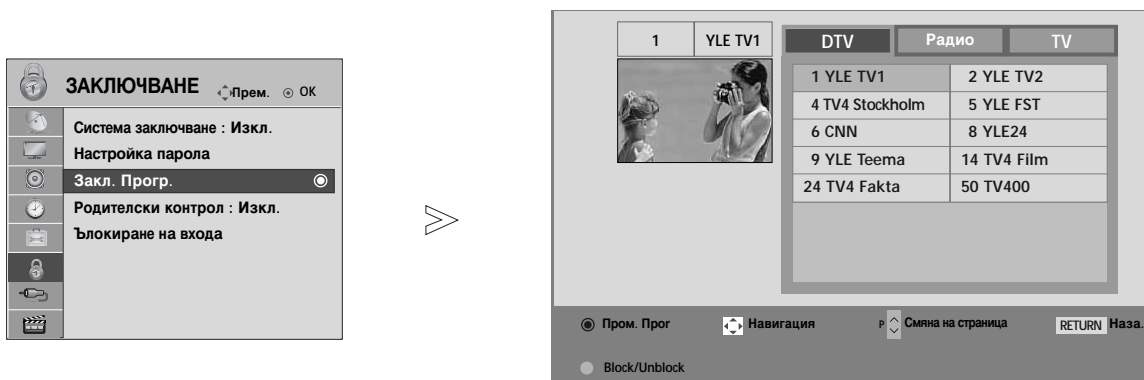 ЗАКЛЮЧВАНЕ Прем. OK
Система заключване : Изкл.
Настройка парола
Закл. Прогр.
Родителски контрол : Изкл.
Ълокиране на входа
1 YLE TV1
DTV Радио TV
1 YLE TV1 2 YLE TV2
4 TV4 Stockholm 5 YLE FST
6 CNN 8 YLE24
9 YLE Teema 14 TV4 Film
24 TV4 Fakta 50 TV400
Пром. Прог Навигация P Смяна на страница RETURN Наза.
Block/Unblock